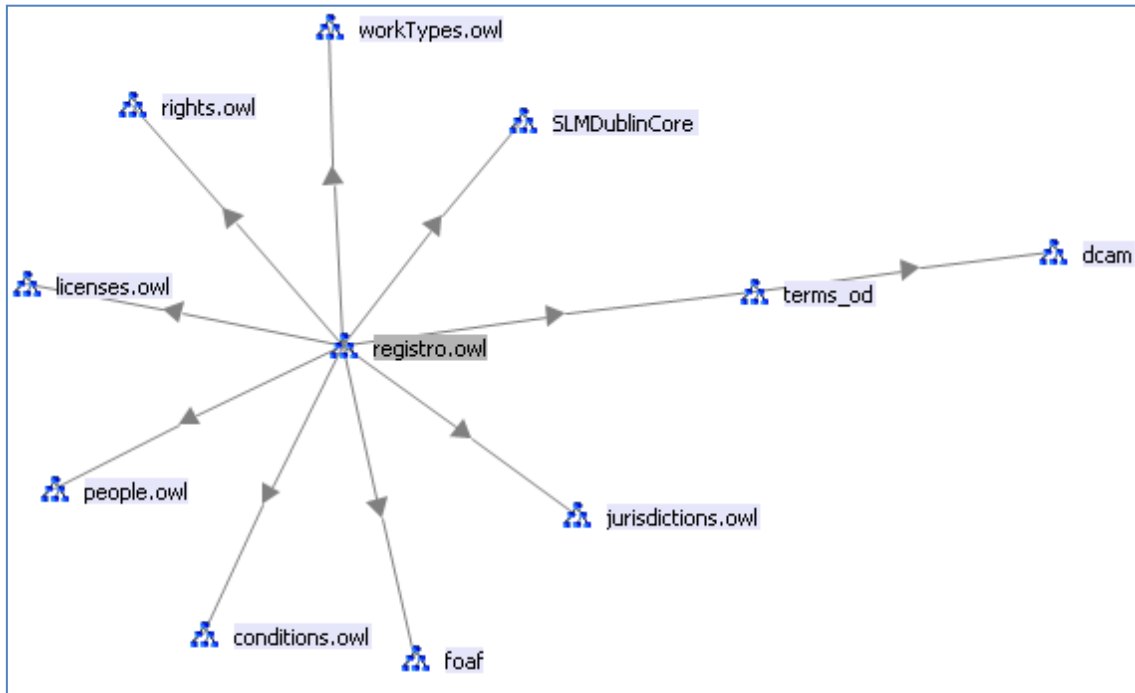 workTypes.owl
rights.owl
SLMDublinCore
dcam
licenses.owl
terms_od
registro.owl
people.owl
jurisdictions.owl
conditions.owl
foaf